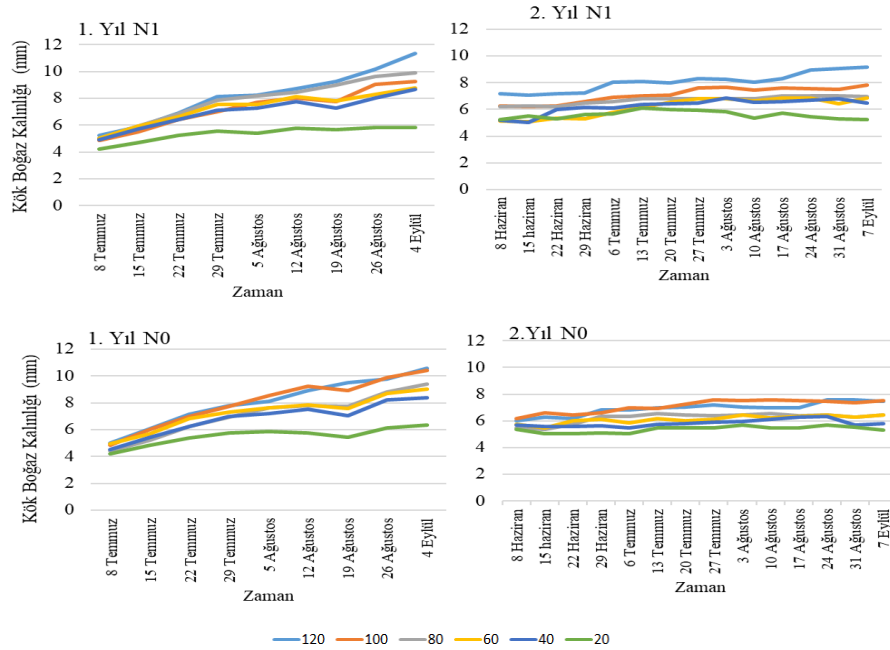 1. Yıl N1
Kök Boğaz Kalınlığı (mm)
12
10
8
6
4
2
0
8 Temmuz
15 Temmuz
22 Temmuz
29 Temmuz
5 Ağustos
12 Ağustos
19 Ağustos
26 Ağustos
4 Eylül
Zaman
2. Yıl N1
12
10
8
6
4
2
0
8 Haziran
15 haziran
22 Haziran
29 Haziran
6 Temmuz
13 Temmuz
20 Temmuz
27 Temmuz
3 Ağustos
10 Ağustos
17 Ağustos
24 Ağustos
31 Ağustos
7 Eylül
Zaman
1. Yıl N0
Kök Boğaz Kalınlığı (mm)
12
10
8
6
4
2
0
8 Temmuz
15 Temmuz
22 Temmuz
29 Temmuz
5 Ağustos
12 Ağustos
19 Ağustos
26 Ağustos
4 Eylül
Zaman
2.Yıl N0
12
10
8
6
4
2
0
8 Haziran
15 haziran
22 Haziran
29 Haziran
6 Temmuz
13 Temmuz
20 Temmuz
27 Temmuz
3 Ağustos
10 Ağustos
17 Ağustos
24 Ağustos
31 Ağustos
7 Eylül
Zaman
120 100 80 60 40 20